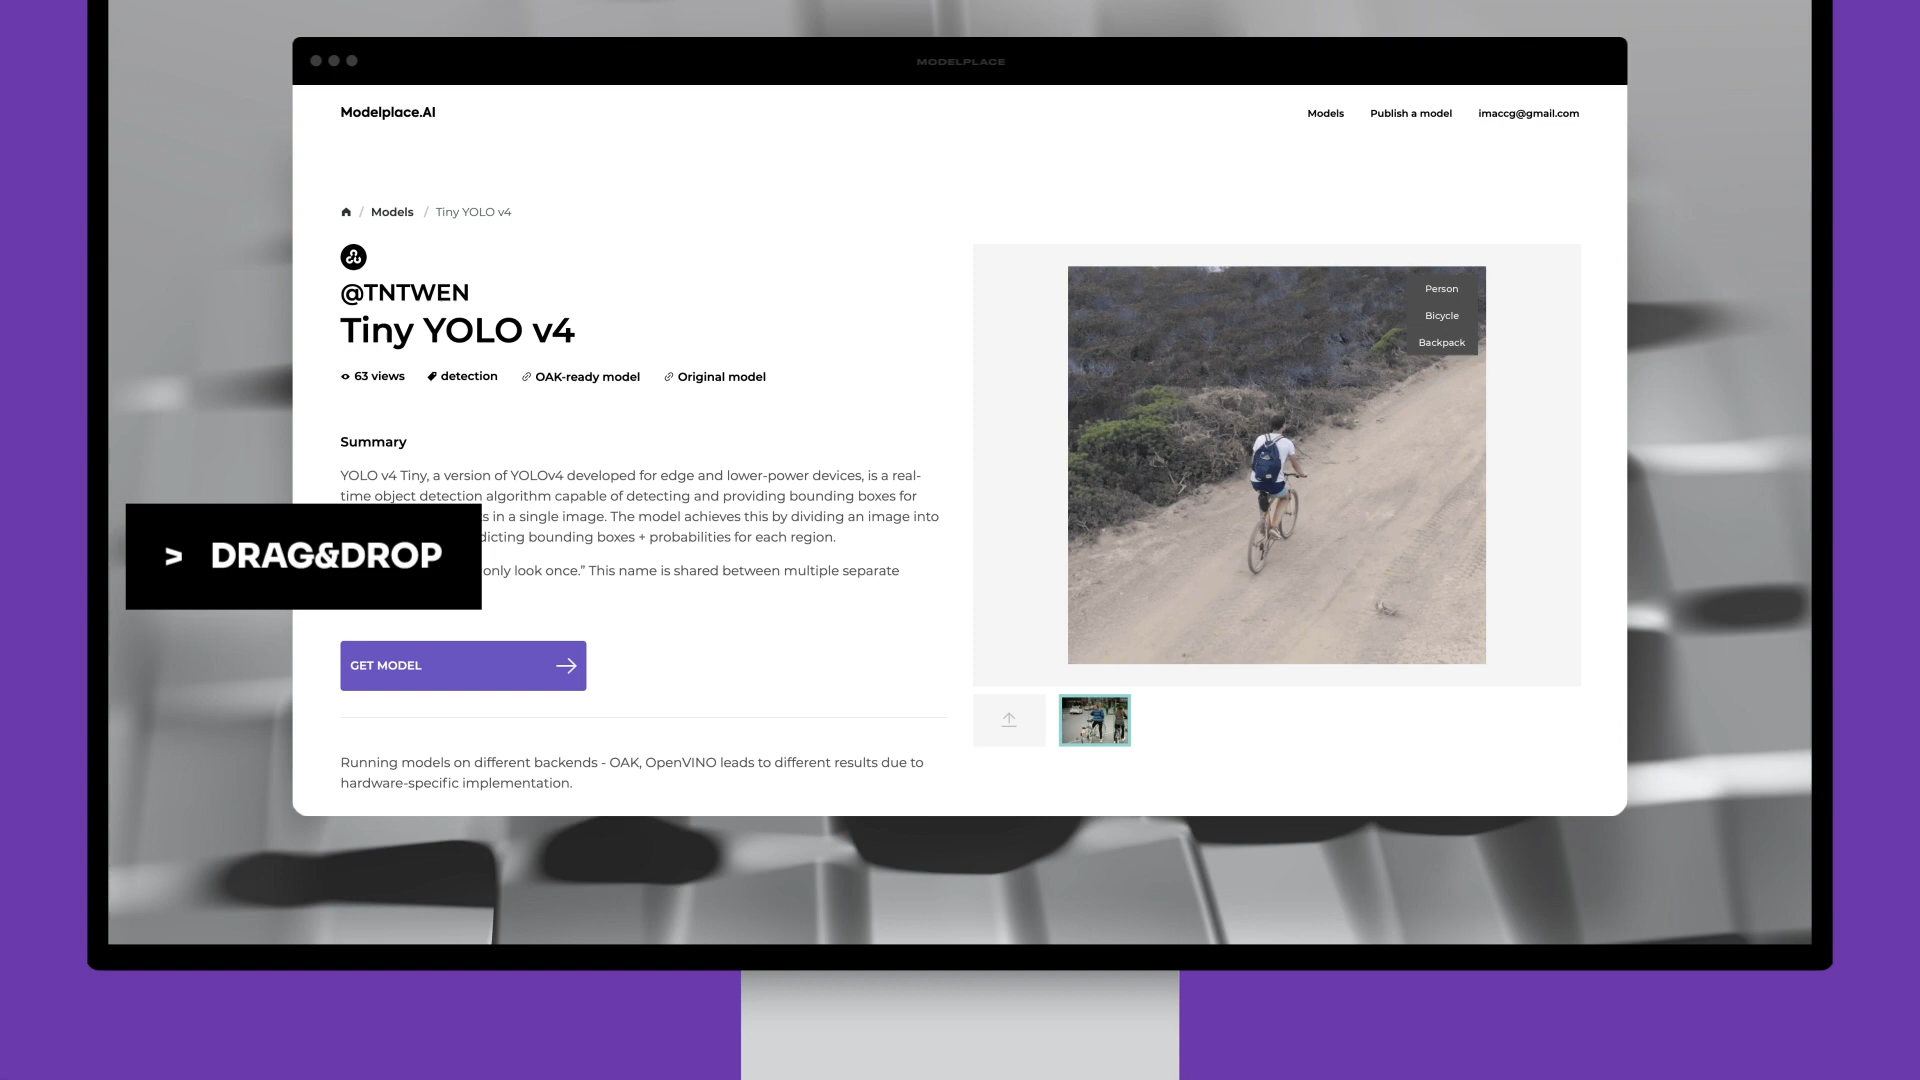 MODELPLACE
Modelplace.AI
Models
Publish a model
imaccg@gmail.com
/ Models / Tiny YOLO v4
@TNTWEN
Tiny YOLO v4
63 views
detection
OAK-ready model
Original model
Summary
YOLO v4 Tiny, a version of YOLOv4 developed for edge and lower-power devices, is a real-
time object detection algorithm capable of detecting and providing bounding boxes for
in a single image. The model achieves this by dividing an image into
bounding boxes + probabilities for each region.
only look once.” This name is shared between multiple separate
> DRAG&DROP
GET MODEL
Running models on different backends - OAK, OpenVINO leads to different results due to
hardware-specific implementation.
Person
Bicycle
Backpack